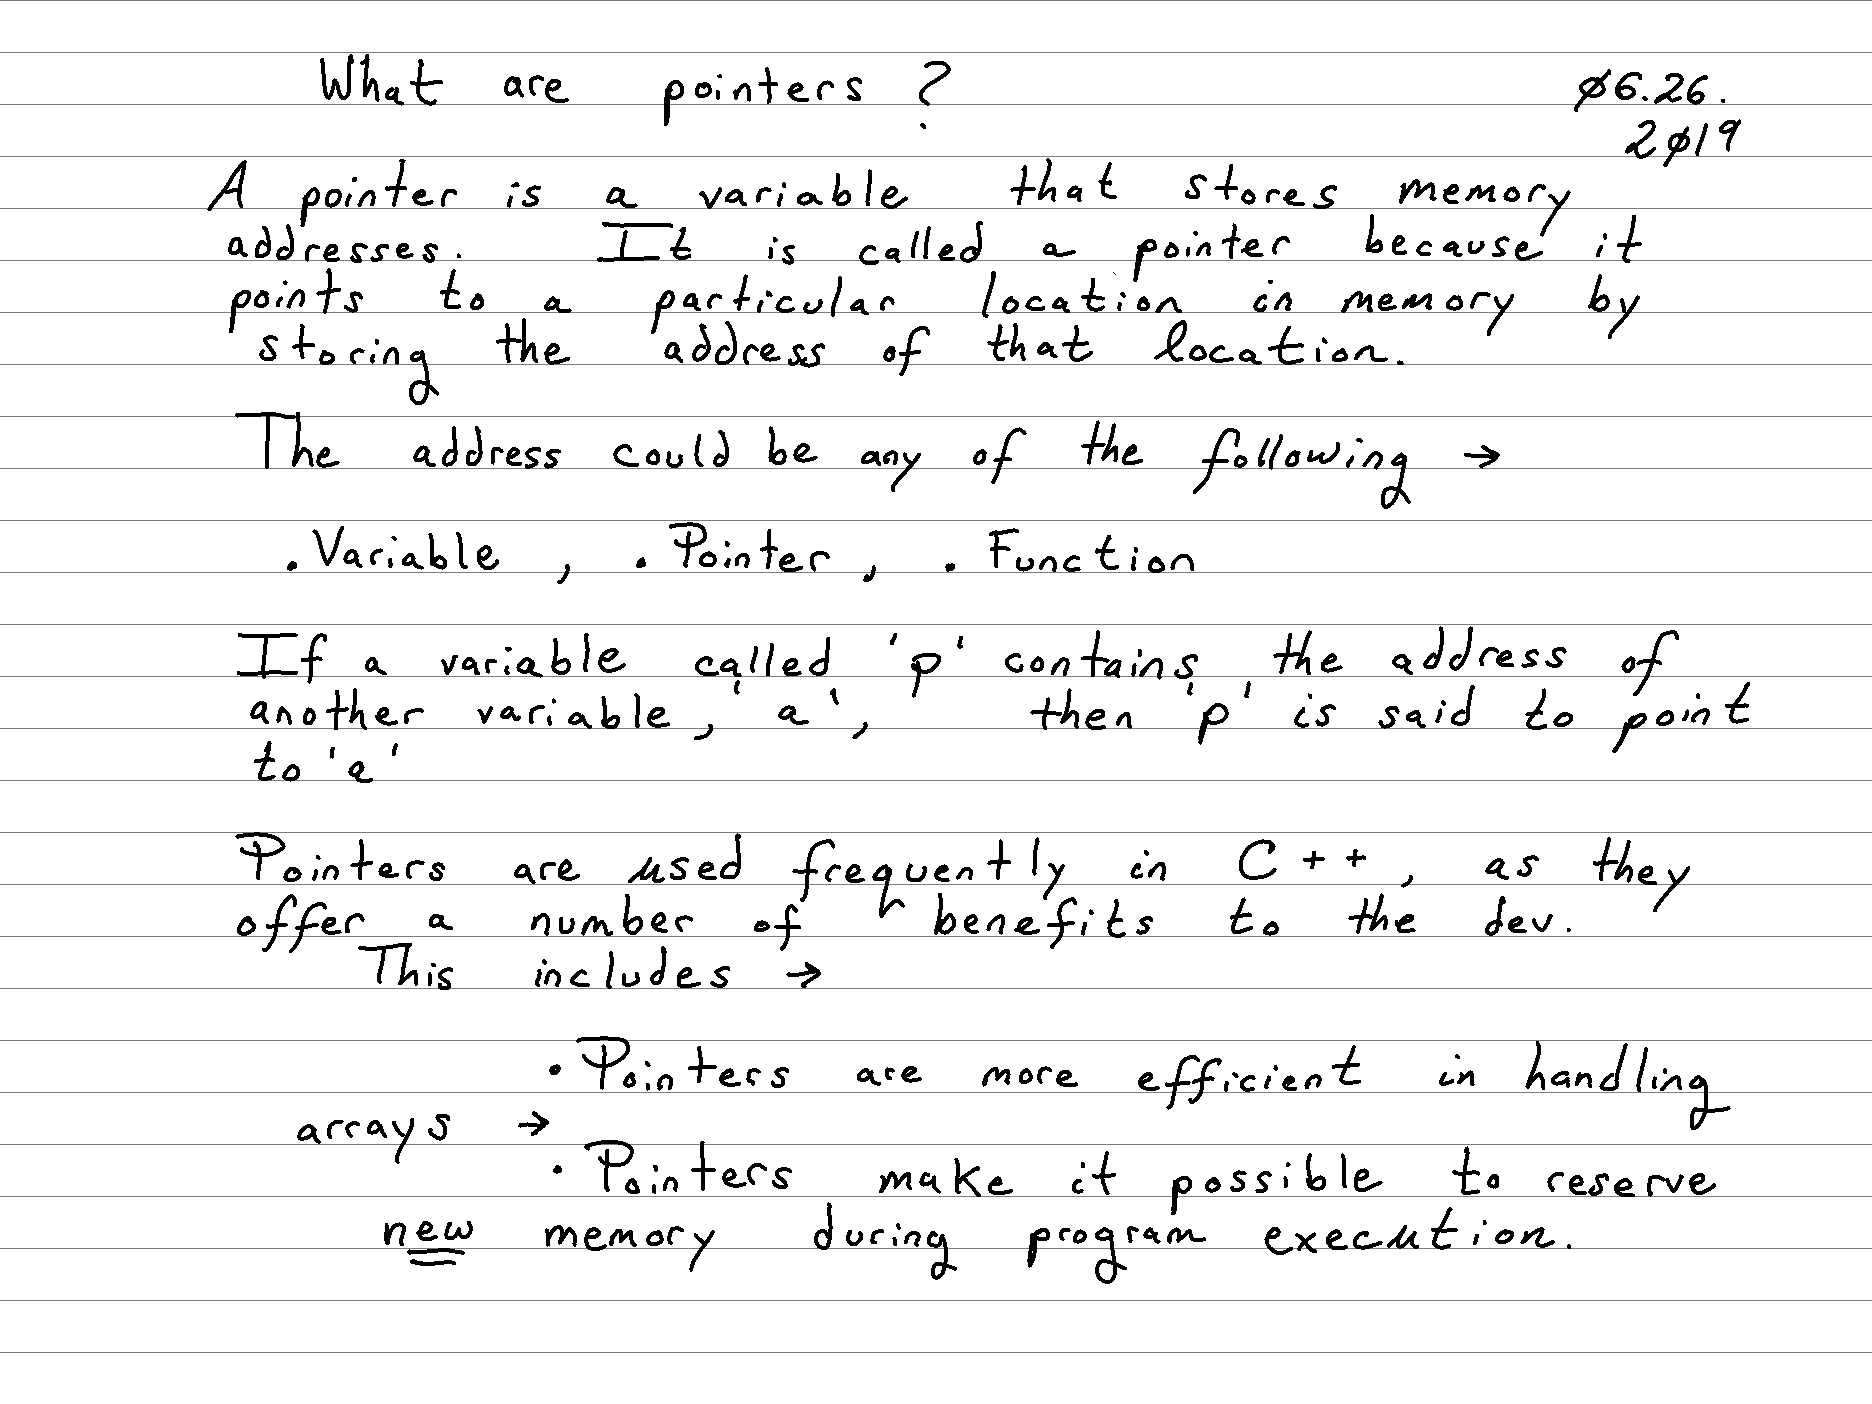 What are pointers ?
ø6.26.
2ø19
A pointer is a variable that stores memory
addresses. It is called a pointer because it
points to a particular location in memory by
storing the address of that location.
The address could be any of the following →
. Variable , . Pointer , . Function
If a variable called 'p' contains the address of
another variable, 'a', then 'p' is said to point
to 'a'
Pointers are used frequently in C++, as they
offer a number of benefits to the dev.
This includes →
• Pointers are more efficient in handling
arrays →
• Pointers make it possible to reserve
new memory during program execution.